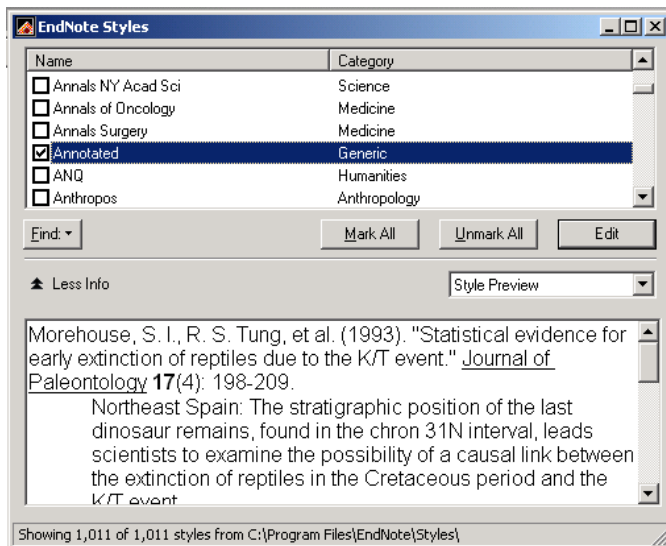 EndNote Styles
Name Category
Annals NY Acad Sci Science
Annals of Oncology Medicine
Annals Surgery Medicine
Annotated Generic
ANQ Humanities
Anthropos Anthropology
Find: Mark All Unmark All Edit
Less Info Style Preview
Morehouse, S. I., R. S. Tung, et al. (1993). "Statistical evidence for
early extinction of reptiles due to the K/T event." Journal of
Paleontology 17(4): 198-209.
Northeast Spain: The stratigraphic position of the last
dinosaur remains, found in the chron 31N interval, leads
scientists to examine the possibility of a causal link between
the extinction of reptiles in the Cretaceous period and the
K/T event
Showing 1,011 of 1,011 styles from C:\Program Files\EndNote\Styles\